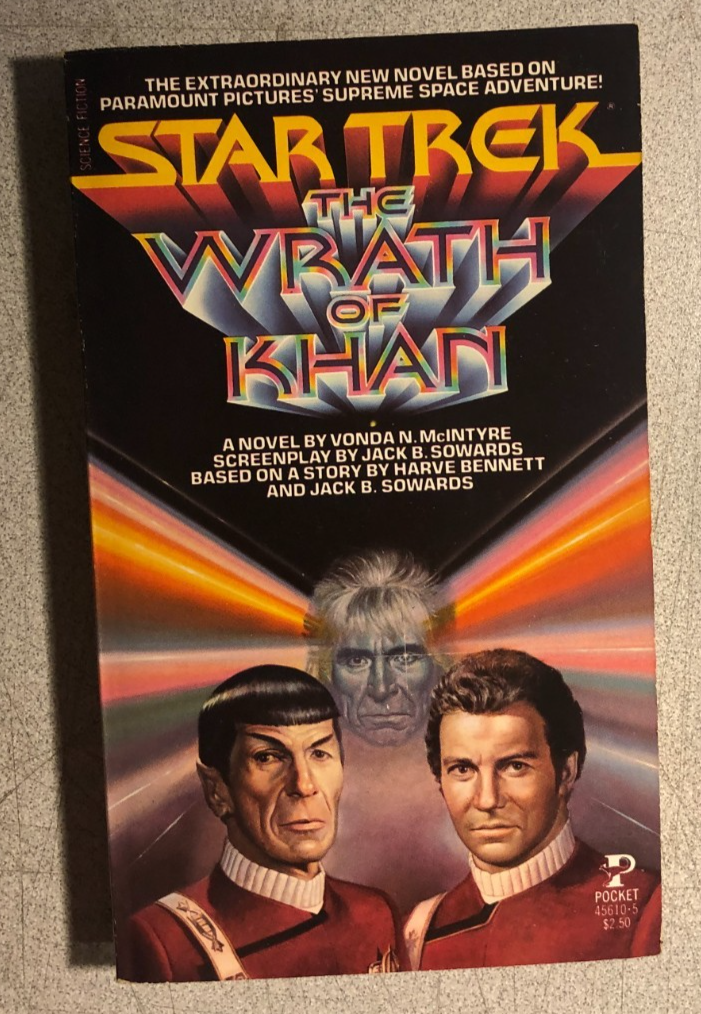 SCIENCE FICTION
THE EXTRAORDINARY NEW NOVEL BASED ON
PARAMOUNT PICTURES' SUPREME SPACE ADVENTURE!
STAR TREK®
THE
WRATH
OF
KHAN
A NOVEL BY VONDA N. McINTYRE
SCREENPLAY BY JACK B. SOWARDS
BASED ON A STORY BY HARVE BENNETT
AND JACK B. SOWARDS
P
POCKET
45610-5
$2.50